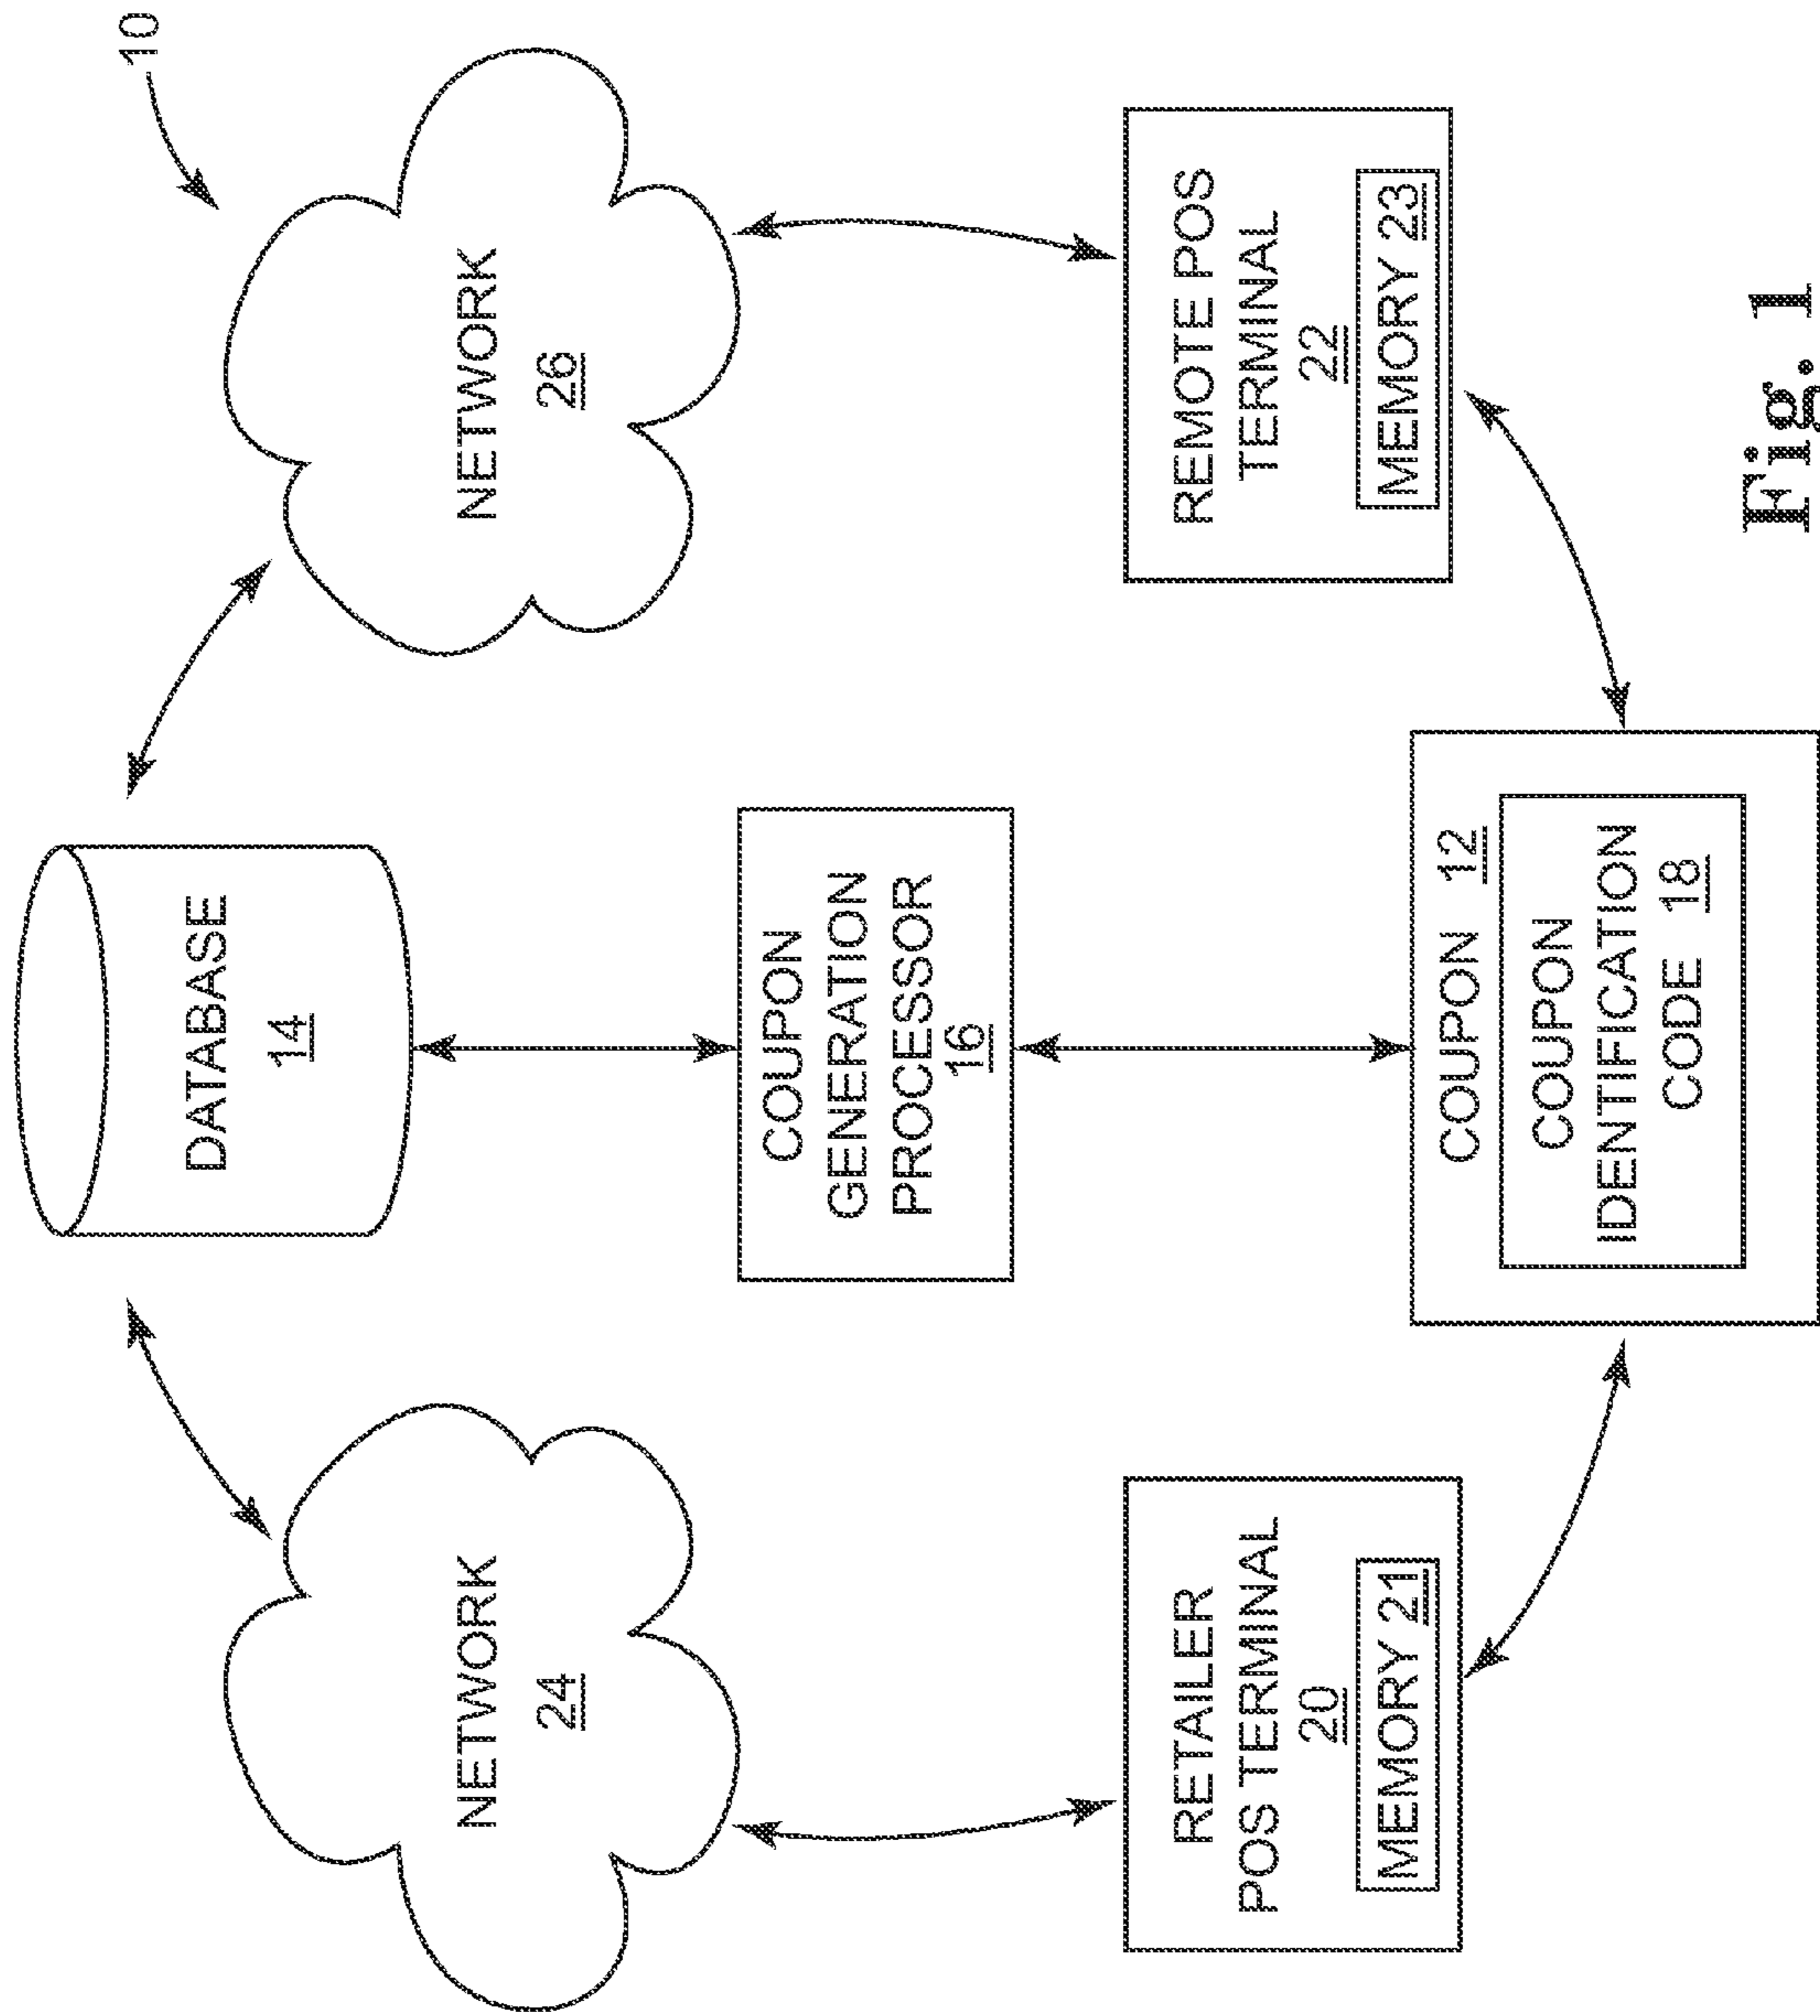 10
DATABASE
14
NETWORK
24
NETWORK
26
COUPON
GENERATION
PROCESSOR
16
RETAILER
POS TERMINAL
20
MEMORY 21
REMOTE POS
TERMINAL
22
MEMORY 23
COUPON 12
COUPON
IDENTIFICATION
CODE 18
Fig. 1